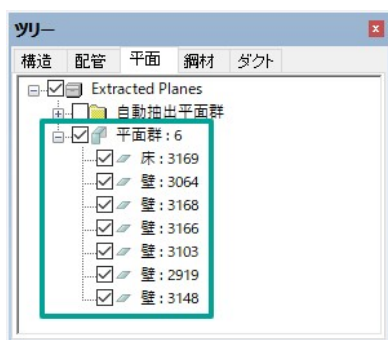 ツリー
構造 配管 平面 鋼材 ダクト
Extracted Planes
自動抽出平面群
平面群 : 6
床 : 3169
壁 : 3064
壁 : 3168
壁 : 3166
壁 : 3103
壁 : 2919
壁 : 3148